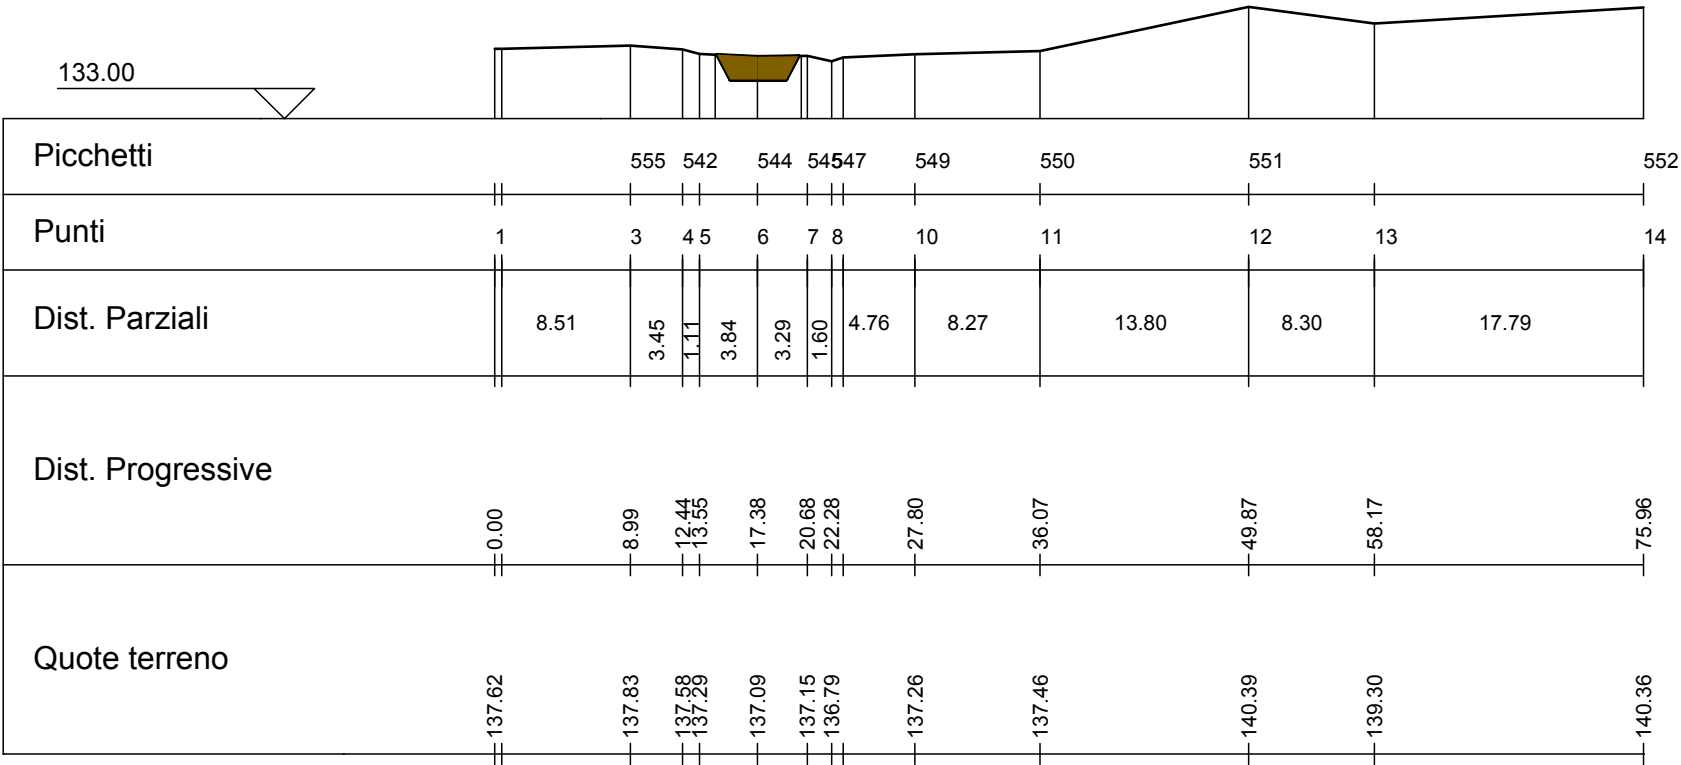 133.00
Picchetti 555 542 544 545 547 549 550 551 552
Punti 1 3 4 5 6 7 8 10 11 12 13 14
Dist. Parziali 8.51 3.45 1.11 3.84 3.29 1.60 4.76 8.27 13.80 8.30 17.79
Dist. Progressive 0.00 8.99 12.44 13.55 17.38 20.68 22.28 27.80 36.07 49.87 58.17 75.96
Quote terreno 137.62 137.83 137.58 137.29 137.09 137.15 136.79 137.26 137.46 140.39 139.30 140.36